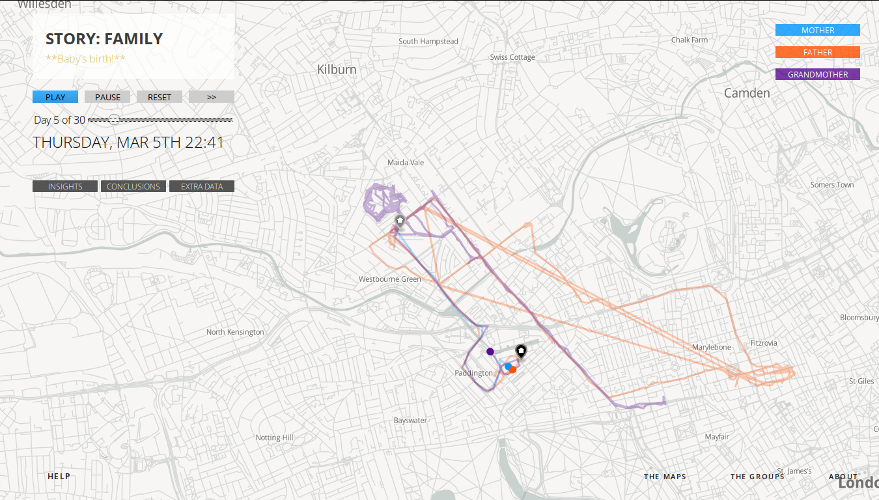 Willesden
STORY: FAMILY
**Baby's birth!**
PLAY
PAUSE
RESET
>>
Day 5 of 30
THURSDAY, MAR 5TH 22:41
INSIGHTS
CONCLUSIONS
EXTRA DATA
MOTHER
FATHER
GRANDMOTHER
South Hampstead
Chalk Farm
Swiss Cottage
Kilburn
Camden
Maida Vale
Somers Town
Westbourne Green
Bloomsbury
North Kensington
Marylebone
Fitzrovia
Paddington
St Giles
Bayswater
Notting Hill
Mayfair
St. James's
HELP
THE MAPS
THE GROUPS
ABOUT